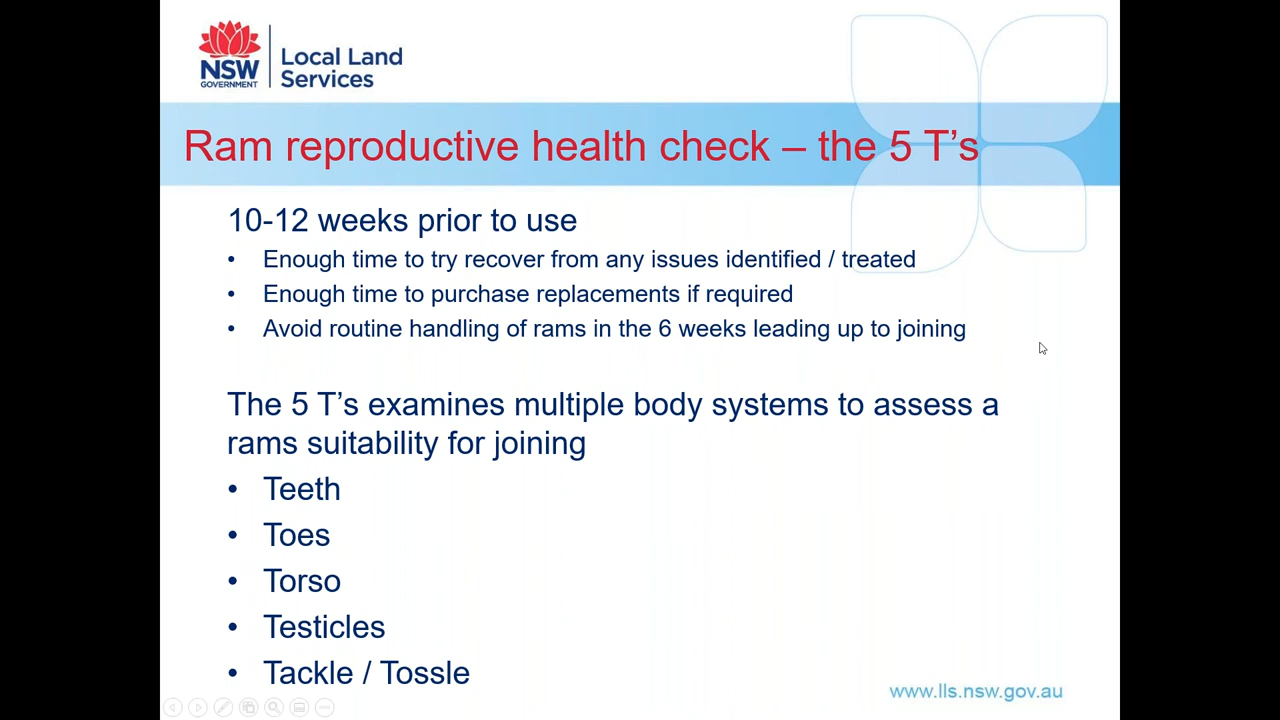 NSW
GOVERNMENT
Local Land
Services
Ram reproductive health check – the 5 T’s
10-12 weeks prior to use
• Enough time to try recover from any issues identified / treated
• Enough time to purchase replacements if required
• Avoid routine handling of rams in the 6 weeks leading up to joining
The 5 T’s examines multiple body systems to assess a
rams suitability for joining
• Teeth
• Toes
• Torso
• Testicles
• Tackle / Tossle
www.lls.nsw.gov.au